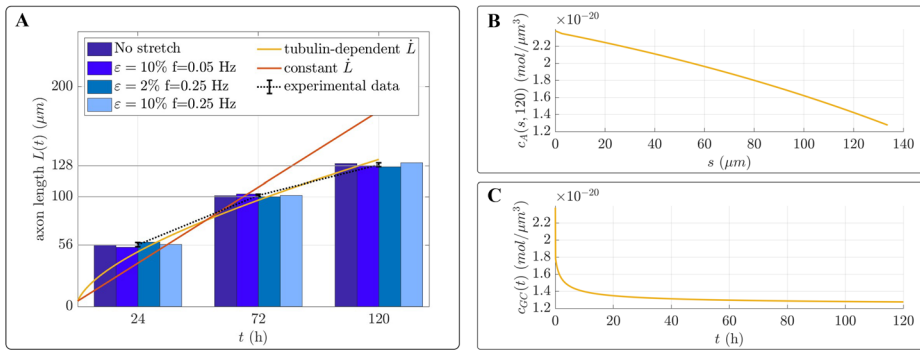 A
No stretch
ε = 10% f=0.05 Hz
ε = 2% f=0.25 Hz
ε = 10% f=0.25 Hz
tubulin-dependent L̇
constant L̇
experimental data
axon length L(t) (μm)
200
128
100
56
0
24
72
120
t (h)
B
×10⁻²⁰
c_A(s, 120) (mol/μm³)
2.2
2
1.8
1.6
1.4
1.2
0 20 40 60 80 100 120 140
s (μm)
C
×10⁻²⁰
c_GC(t) (mol/μm³)
2.2
2
1.8
1.6
1.4
1.2
0 20 40 60 80 100 120
t (h)